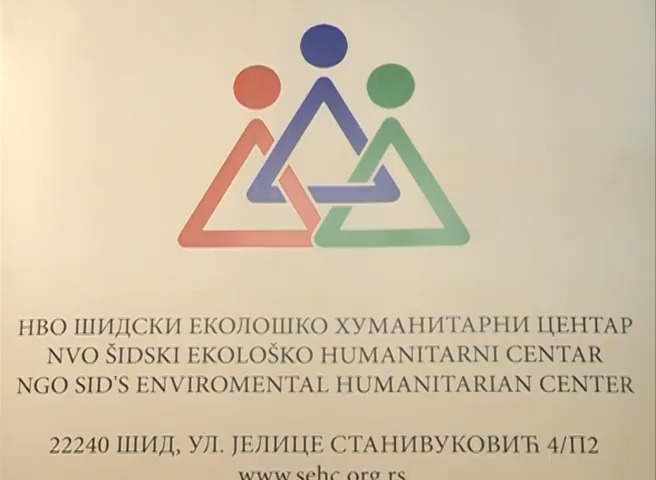 НВО ШИДСКИ ЕКОЛОШКО ХУМАНИТАРНИ ЦЕНТАР
NVO ŠIDSKI EKOLOŠKO HUMANITARNI CENTAR
NGO SID'S ENVIROMENTAL HUMANITARIAN CENTER
22240 ШИД, УЛ. ЈЕЛИЦЕ СТАНИВУКОВИЋ 4/П2
www.sehc.org.rs